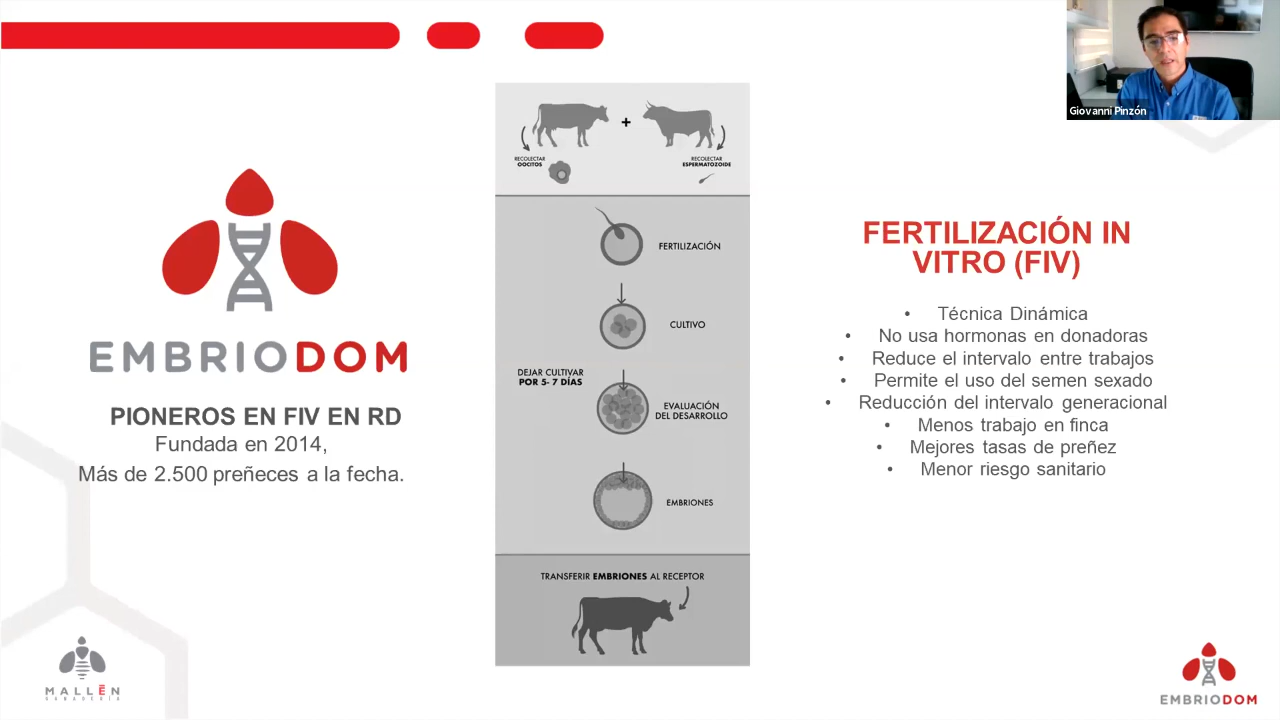 Giovanni Pinzón
EMBRIODOM
PIONEROS EN FIV EN RD
Fundada en 2014,
Más de 2.500 preñeces a la fecha.
+
RECOLECTAR
OOCITOS
RECOLECTAR
ESPERMATOZOIDE
FERTILIZACIÓN
CULTIVO
DEJAR CULTIVAR
POR 5- 7 DÍAS
EVALUACIÓN
DEL DESARROLLO
EMBRIONES
TRANSFERIR EMBRIONES AL RECEPTOR
FERTILIZACIÓN IN
VITRO (FIV)
• Técnica Dinámica
• No usa hormonas en donadoras
• Reduce el intervalo entre trabajos
• Permite el uso del semen sexado
• Reducción del intervalo generacional
• Menos trabajo en finca
• Mejores tasas de preñez
• Menor riesgo sanitario
MALLÉN
GANADERÍA
EMBRIODOM